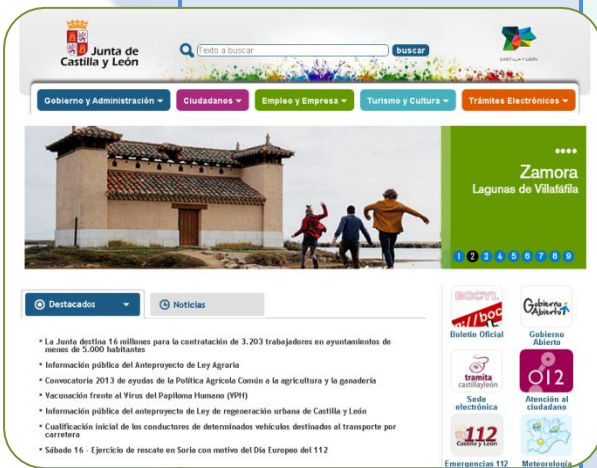 Junta de
Castilla y León
Texto a buscar
buscar
CASTILLA Y LEÓN
Gobierno y Administración
Ciudadanos
Empleo y Empresa
Turismo y Cultura
Trámites Electrónicos
Zamora
Lagunas de Villafáfila
1 2 3 4 5 6 7 8 9
Destacados
Noticias
La Junta destina 16 millones para la contratación de 3.203 trabajadores en ayuntamientos de
menos de 5.000 habitantes
Información pública del Anteproyecto de Ley Agraria
Convocatoria 2013 de ayudas de la Política Agrícola Común a la agricultura y la ganadería
Vacunación frente al Virus del Papiloma Humano (VPH)
Información pública del anteproyecto de Ley de regeneración urbana de Castilla y León
Cualificación inicial de los conductores de determinados vehículos destinados al transporte por
carretera
Sábado 16 - Ejercicio de rescate en Soria con motivo del Día Europeo del 112
BOCYL
://boc
Boletín Oficial
Gobierno
Abierto
Gobierno
Abierto
tramita
castillayleón
Sede
electrónica
012
Atención al
ciudadano
112
Castilla y León
Emergencias 112
Meteorología